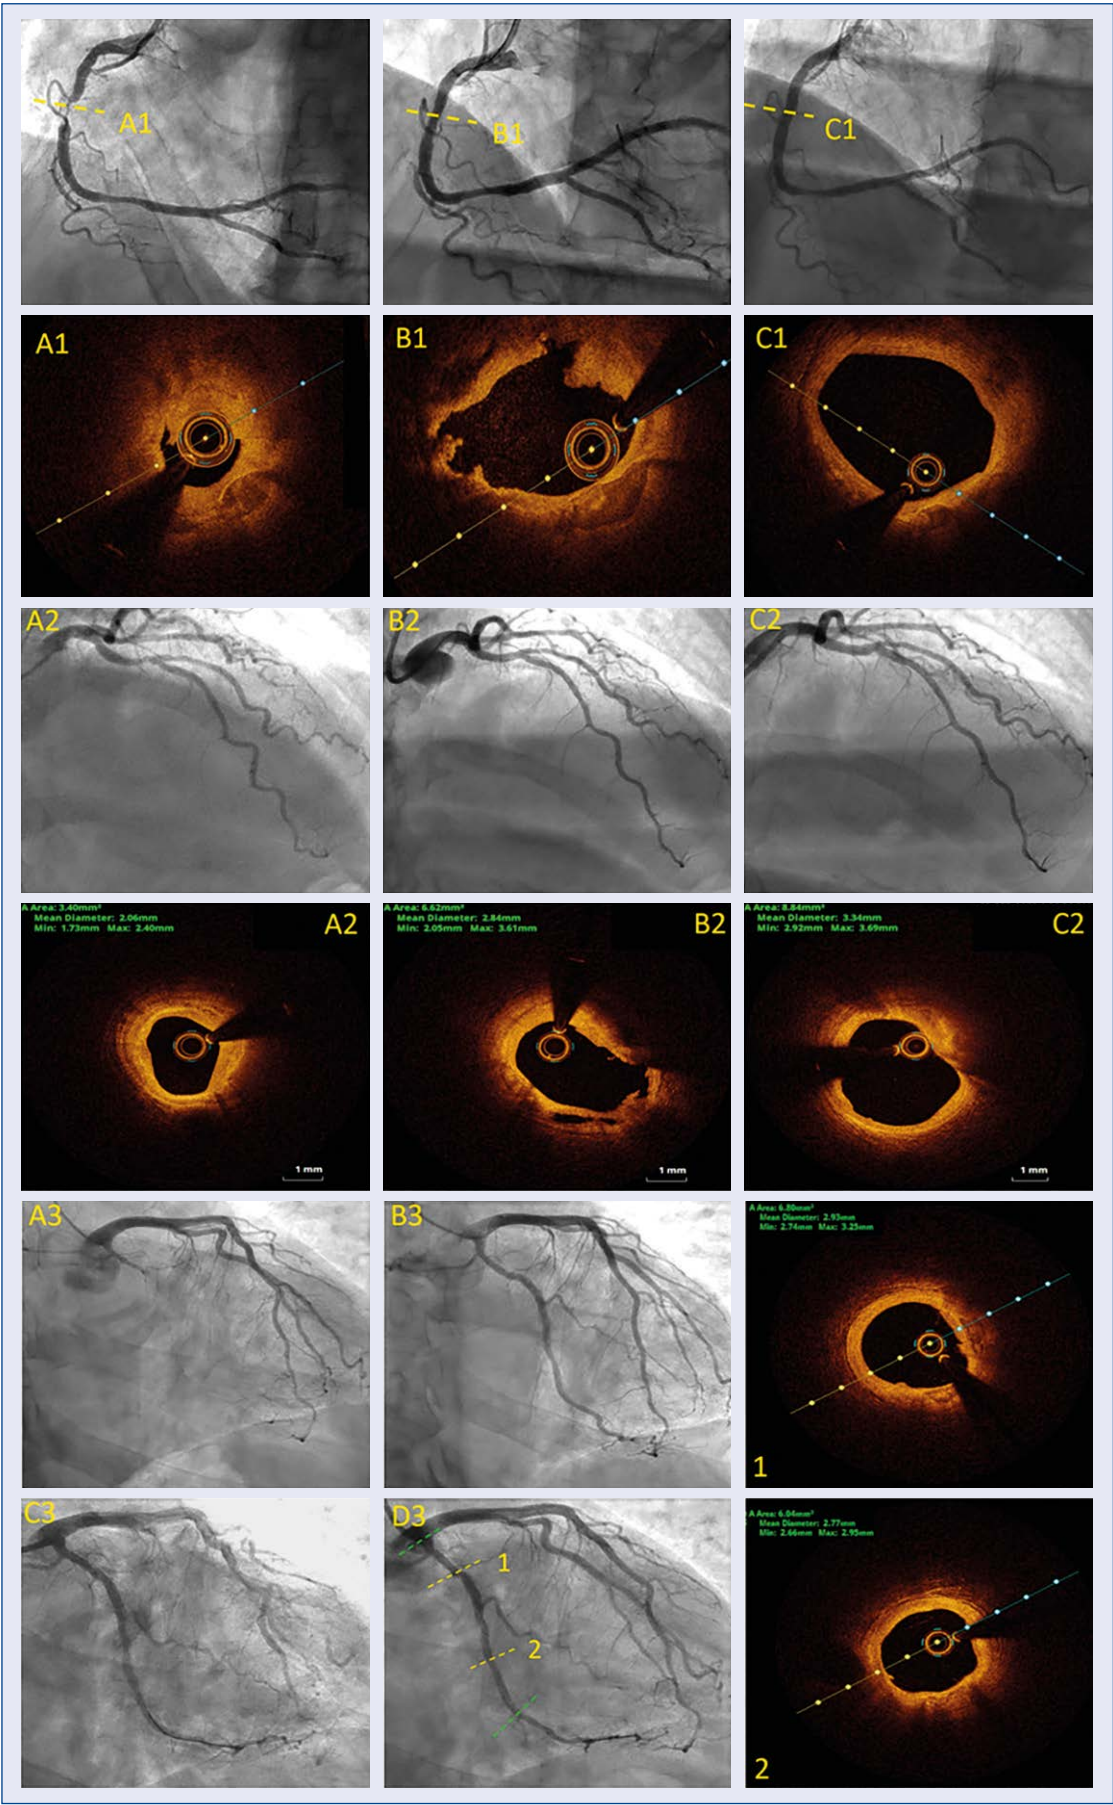 A1
B1
C1
A1
B1
C1
A2
B2
C2
A Area: 3.40mm²
Mean Diameter: 2.06mm
Min: 1.73mm Max: 2.40mm
A2
1 mm
A Area: 6.62mm²
Mean Diameter: 2.84mm
Min: 2.05mm Max: 3.61mm
B2
1 mm
A Area: 8.84mm²
Mean Diameter: 3.34mm
Min: 2.92mm Max: 3.69mm
C2
1 mm
A3
B3
A Area: 6.80mm²
Mean Diameter: 2.93mm
Min: 2.74mm Max: 3.25mm
1
C3
D3
1
2
A Area: 6.04mm²
Mean Diameter: 2.77mm
Min: 2.66mm Max: 2.95mm
2